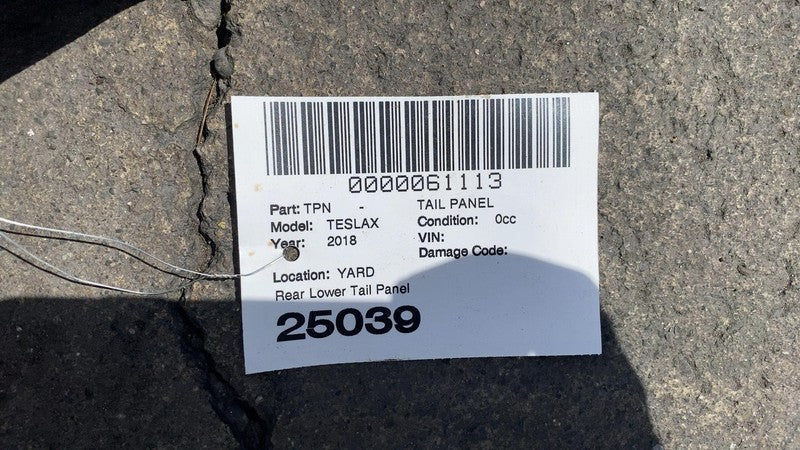 0000061113
Part: TPN - TAIL PANEL
Model: TESLAX Condition: 0cc
Year: 2018 VIN:
Damage Code:
Location: YARD
Rear Lower Tail Panel
25039